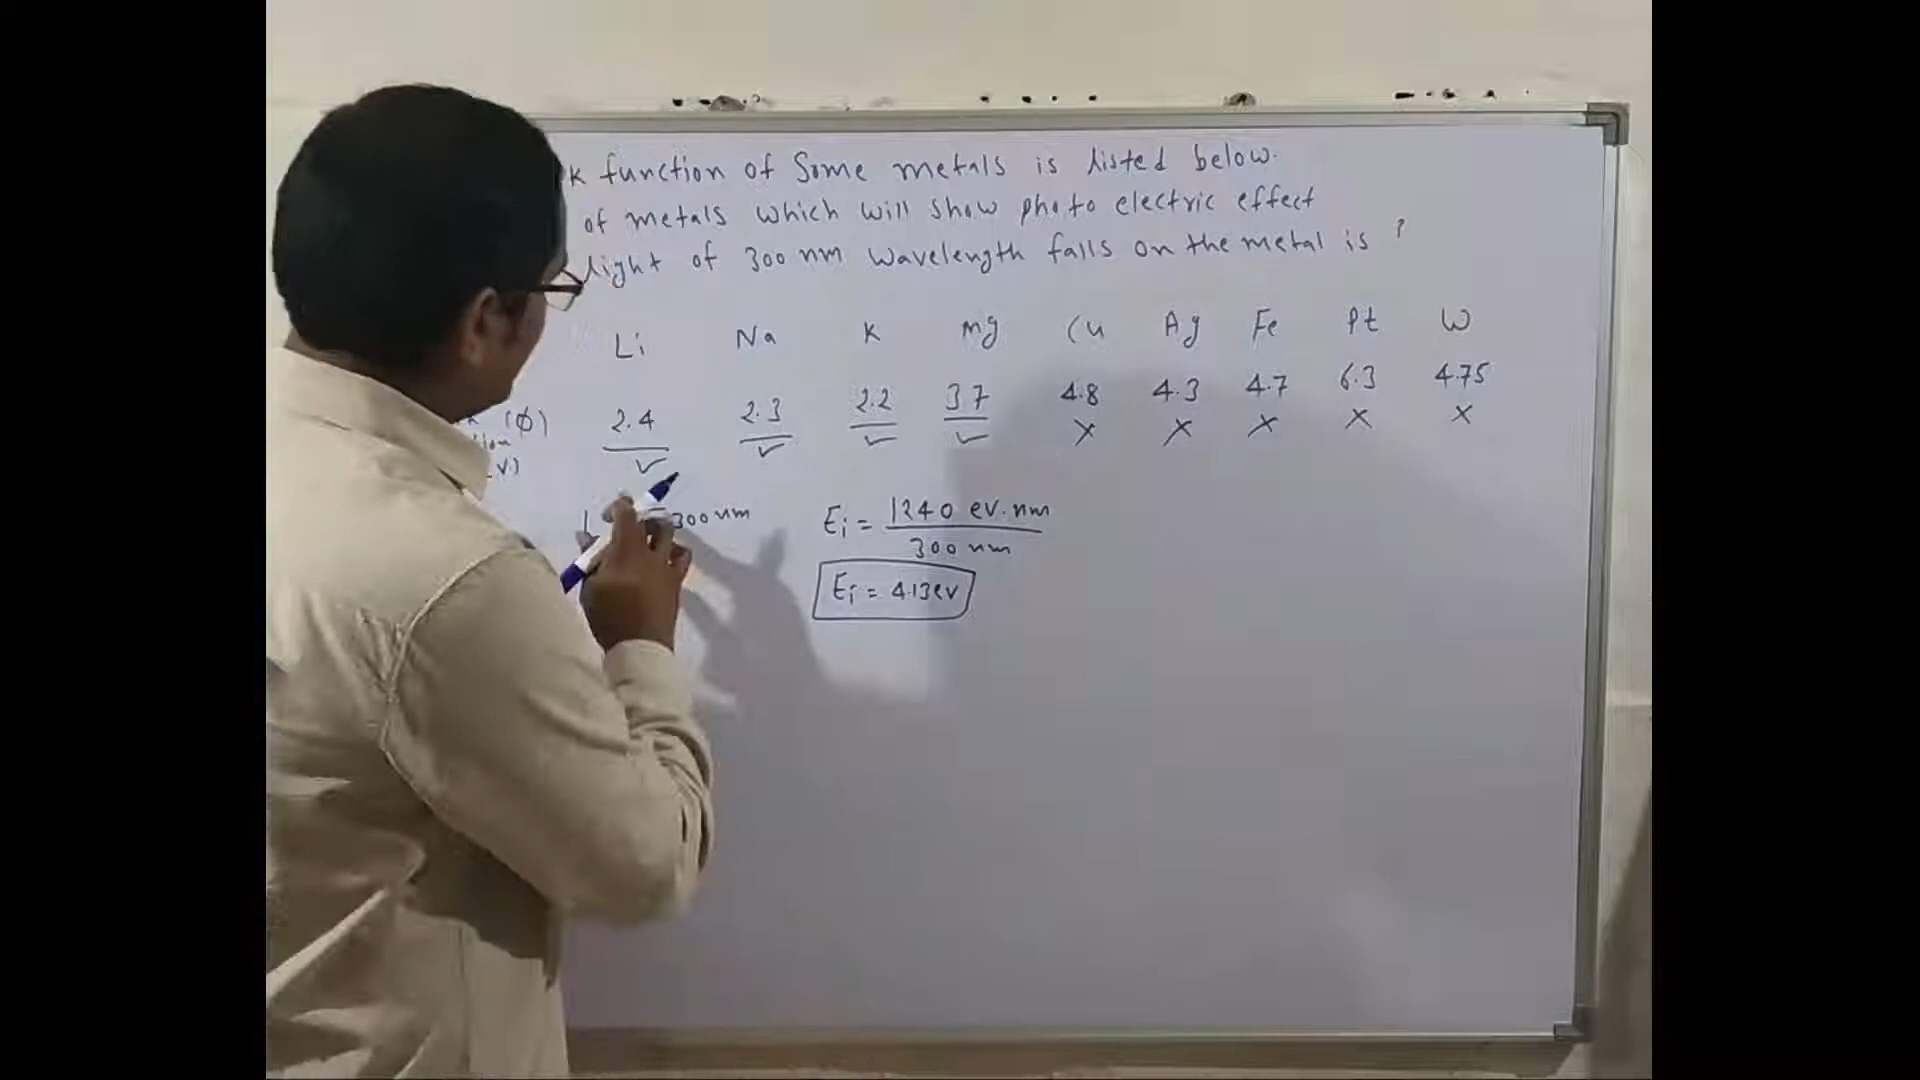 function of Some metals is listed below.
of metals which will show photo electric effect
light of 300 nm wavelength falls on the metal is ?
Li Na K Mg Cu Ag Fe Pt W
(φ) 2.4 2.3 2.2 3.7 4.8 4.3 4.7 6.3 4.75
✓ ✓ ✓ ✓ × × × × ×
300 nm
Ei = 1240 ev.nm
300 nm
Ei = 4.13ev